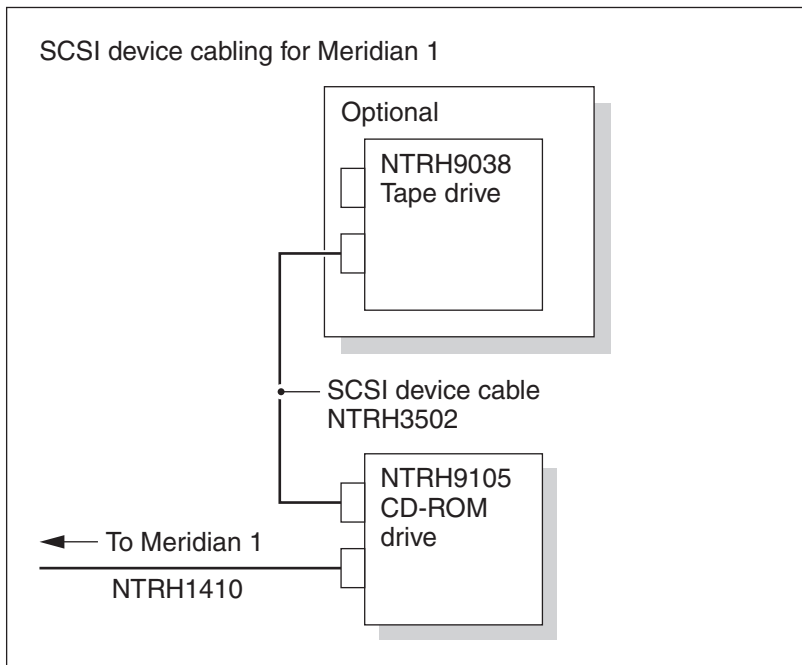 SCSI device cabling for Meridian 1
Optional
NTRH9038
Tape drive
SCSI device cable
NTRH3502
NTRH9105
CD-ROM
drive
To Meridian 1
NTRH1410